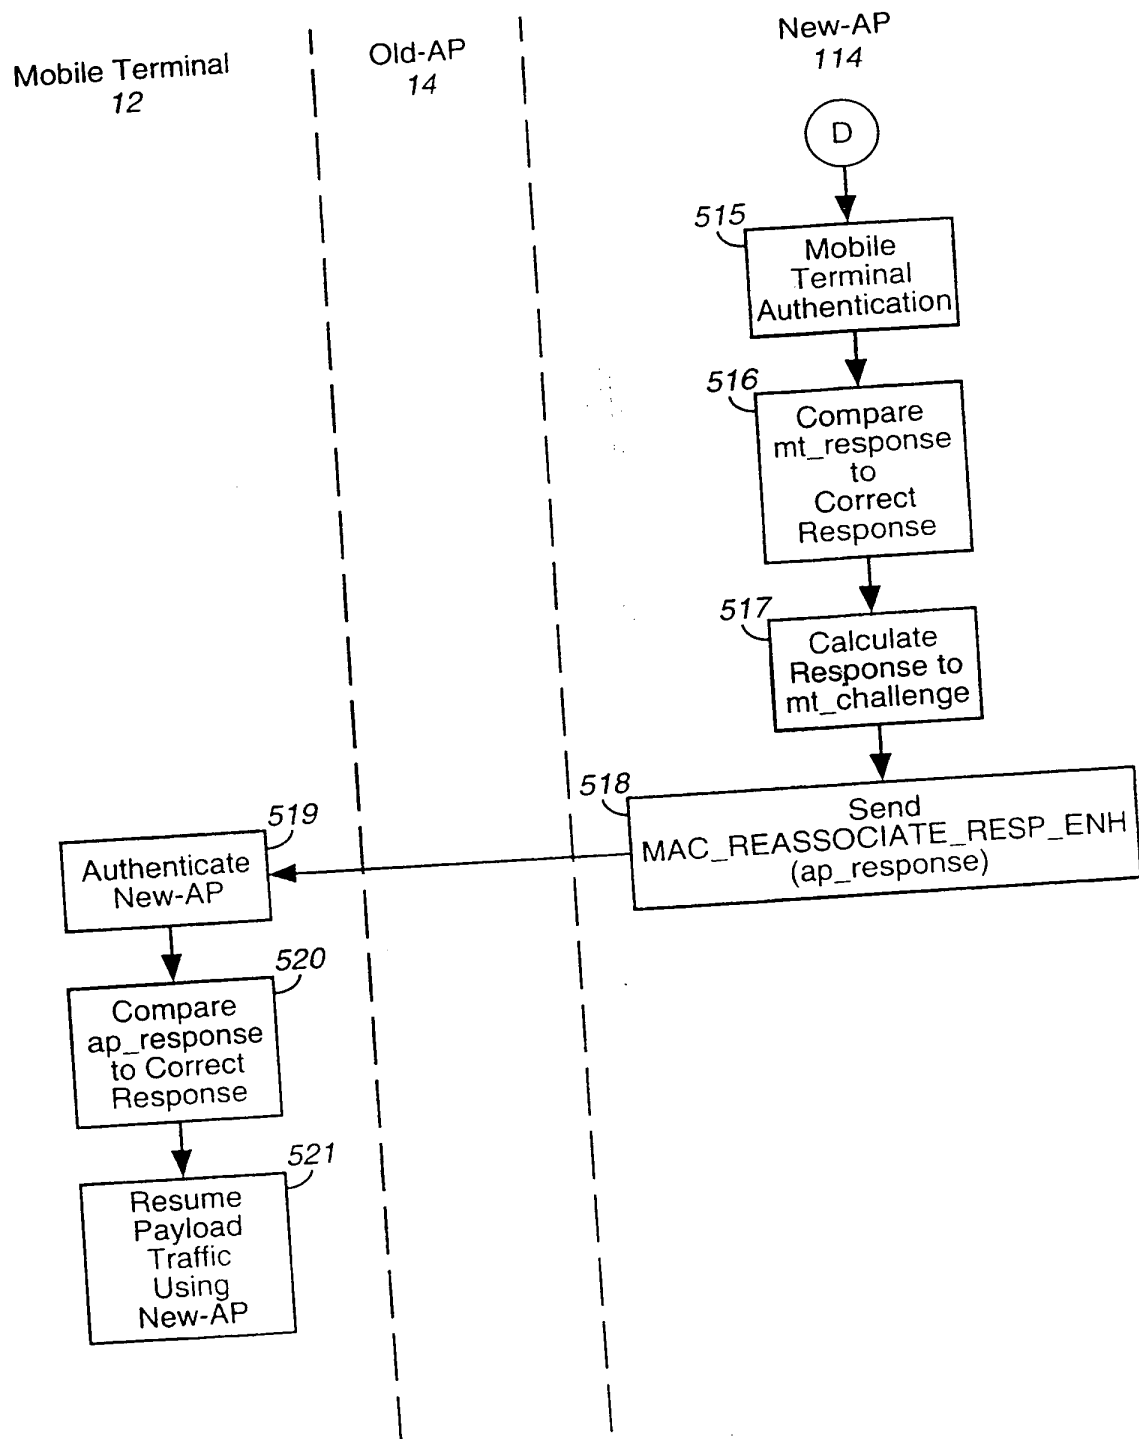 Mobile Terminal
12
Old-AP
14
New-AP
114
D
515
Mobile
Terminal
Authentication
516
Compare
mt_response
to
Correct
Response
517
Calculate
Response to
mt_challenge
518
Send
MAC_REASSOCIATE_RESP_ENH
(ap_response)
519
Authenticate
New-AP
520
Compare
ap_response
to Correct
Response
521
Resume
Payload
Traffic
Using
New-AP